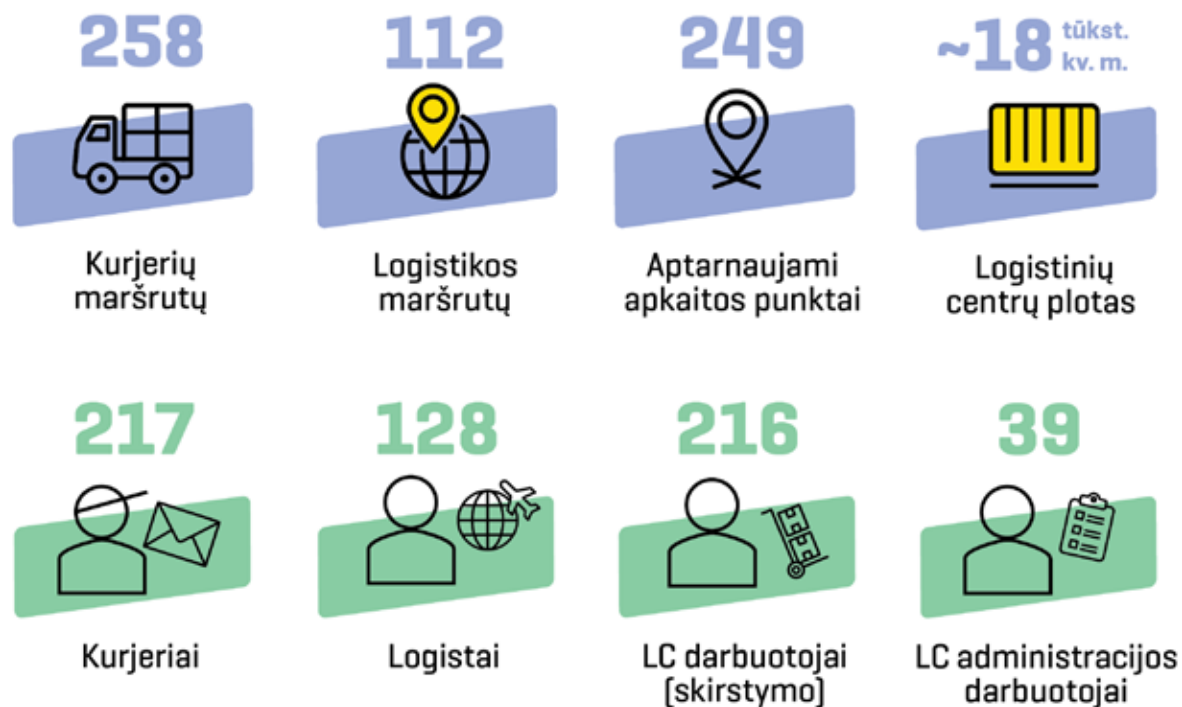 258
Kurjerių
maršrutų
112
Logistikos
maršrutų
249
Aptarnaujami
apkaitos punktai
~18 tūkst.
kv. m.
Logistinių
centrų plotas
217
Kurjeriai
128
Logistai
216
LC darbuotojai
(skirstymo)
39
LC administracijos
darbuotojai